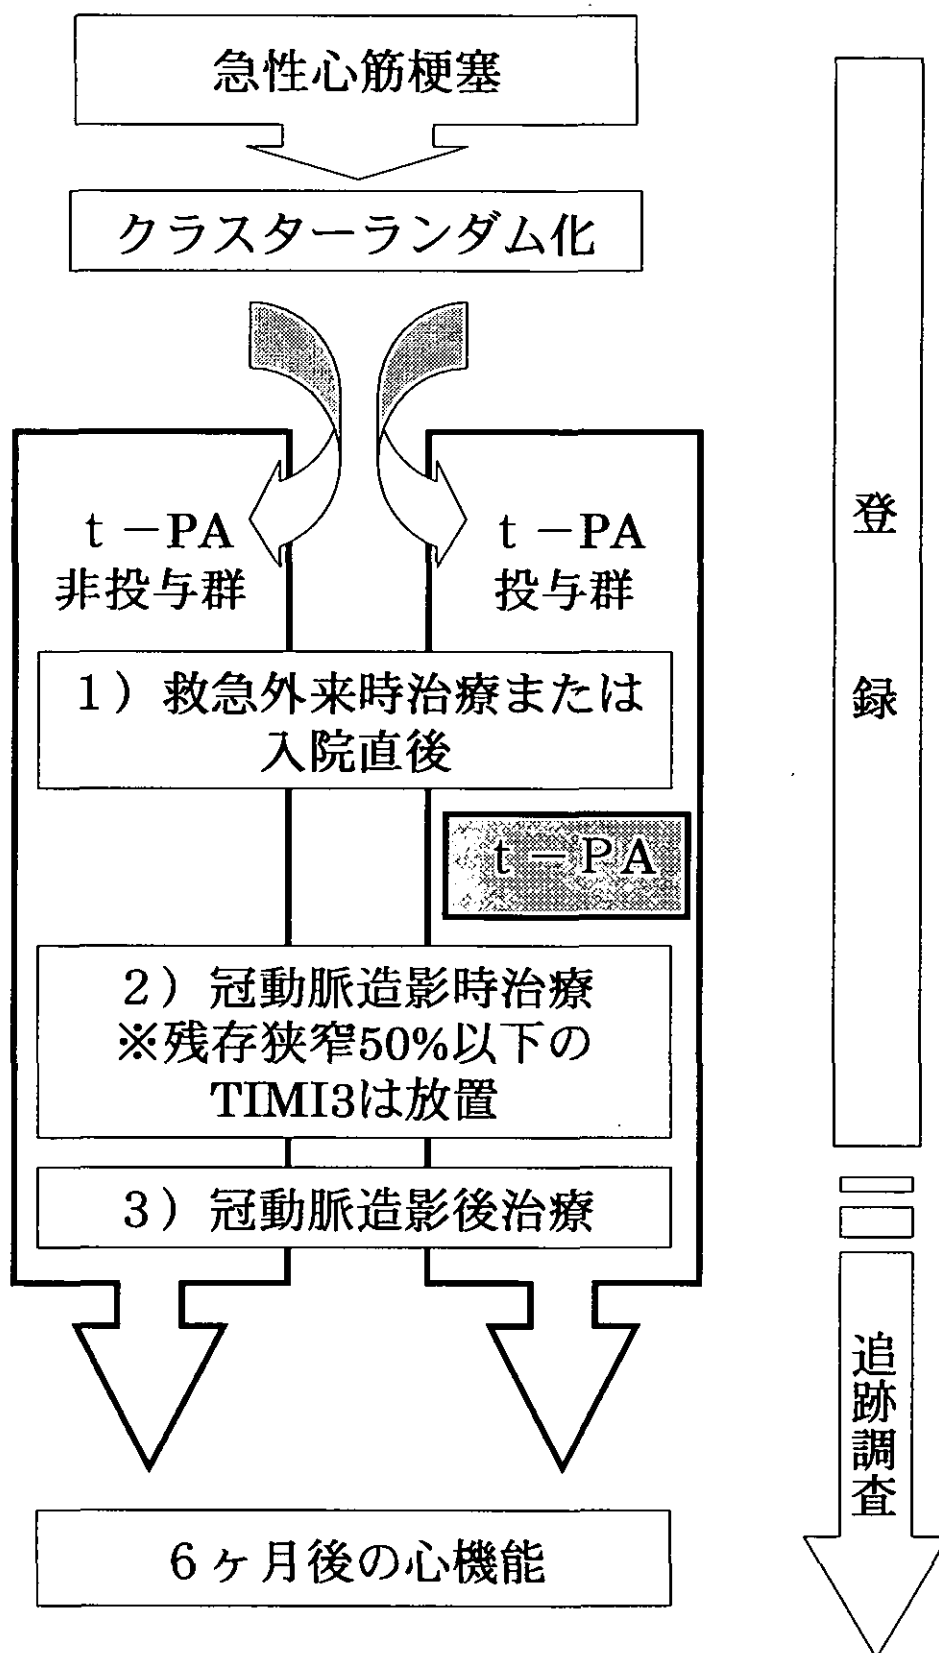 急性心筋梗塞
クラスターランダム化
t－PA
非投与群
t－PA
投与群
1）救急外来時治療または
入院直後
t－PA
2）冠動脈造影時治療
※残存狭窄50%以下の
TIMI3は放置
3）冠動脈造影後治療
6ヶ月後の心機能
登録
追跡調査